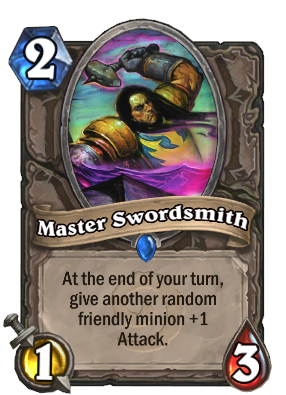 2
Master Swordsmith
At the end of your turn,
give another random
friendly minion +1
Attack.
1
3